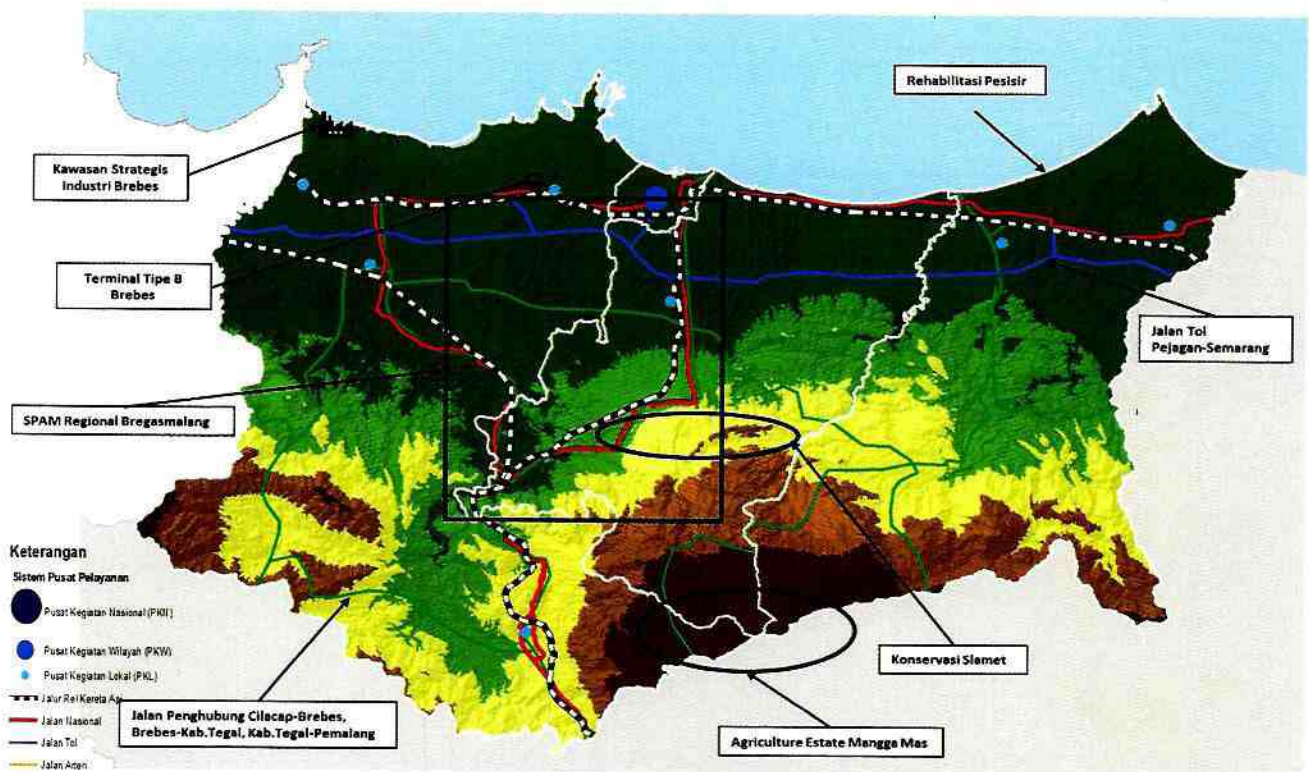 Rehabilitasi Pesisir
Kawasan Strategis
Industri Brebes
Terminal Tipe B
Brebes
Jalan Tol
Pejagan-Semarang
SPAM Regional Bregasmalang
Keterangan
Sistem Pusat Pelayanan
Pusat Kegiatan Nasional (PKN)
Pusat Kegiatan Wilayah (PKW)
Pusat Kegiatan Lokal (PKL)
Jalur Rel Kereta Api
Jalan Nasional
Jalan Tol
Jalan Arteri
Jalan Penghubung Cilacap-Brebes,
Brebes-Kab.Tegal, Kab.Tegal-Pemalang
Konservasi Slamet
Agriculture Estate Mangga Mas